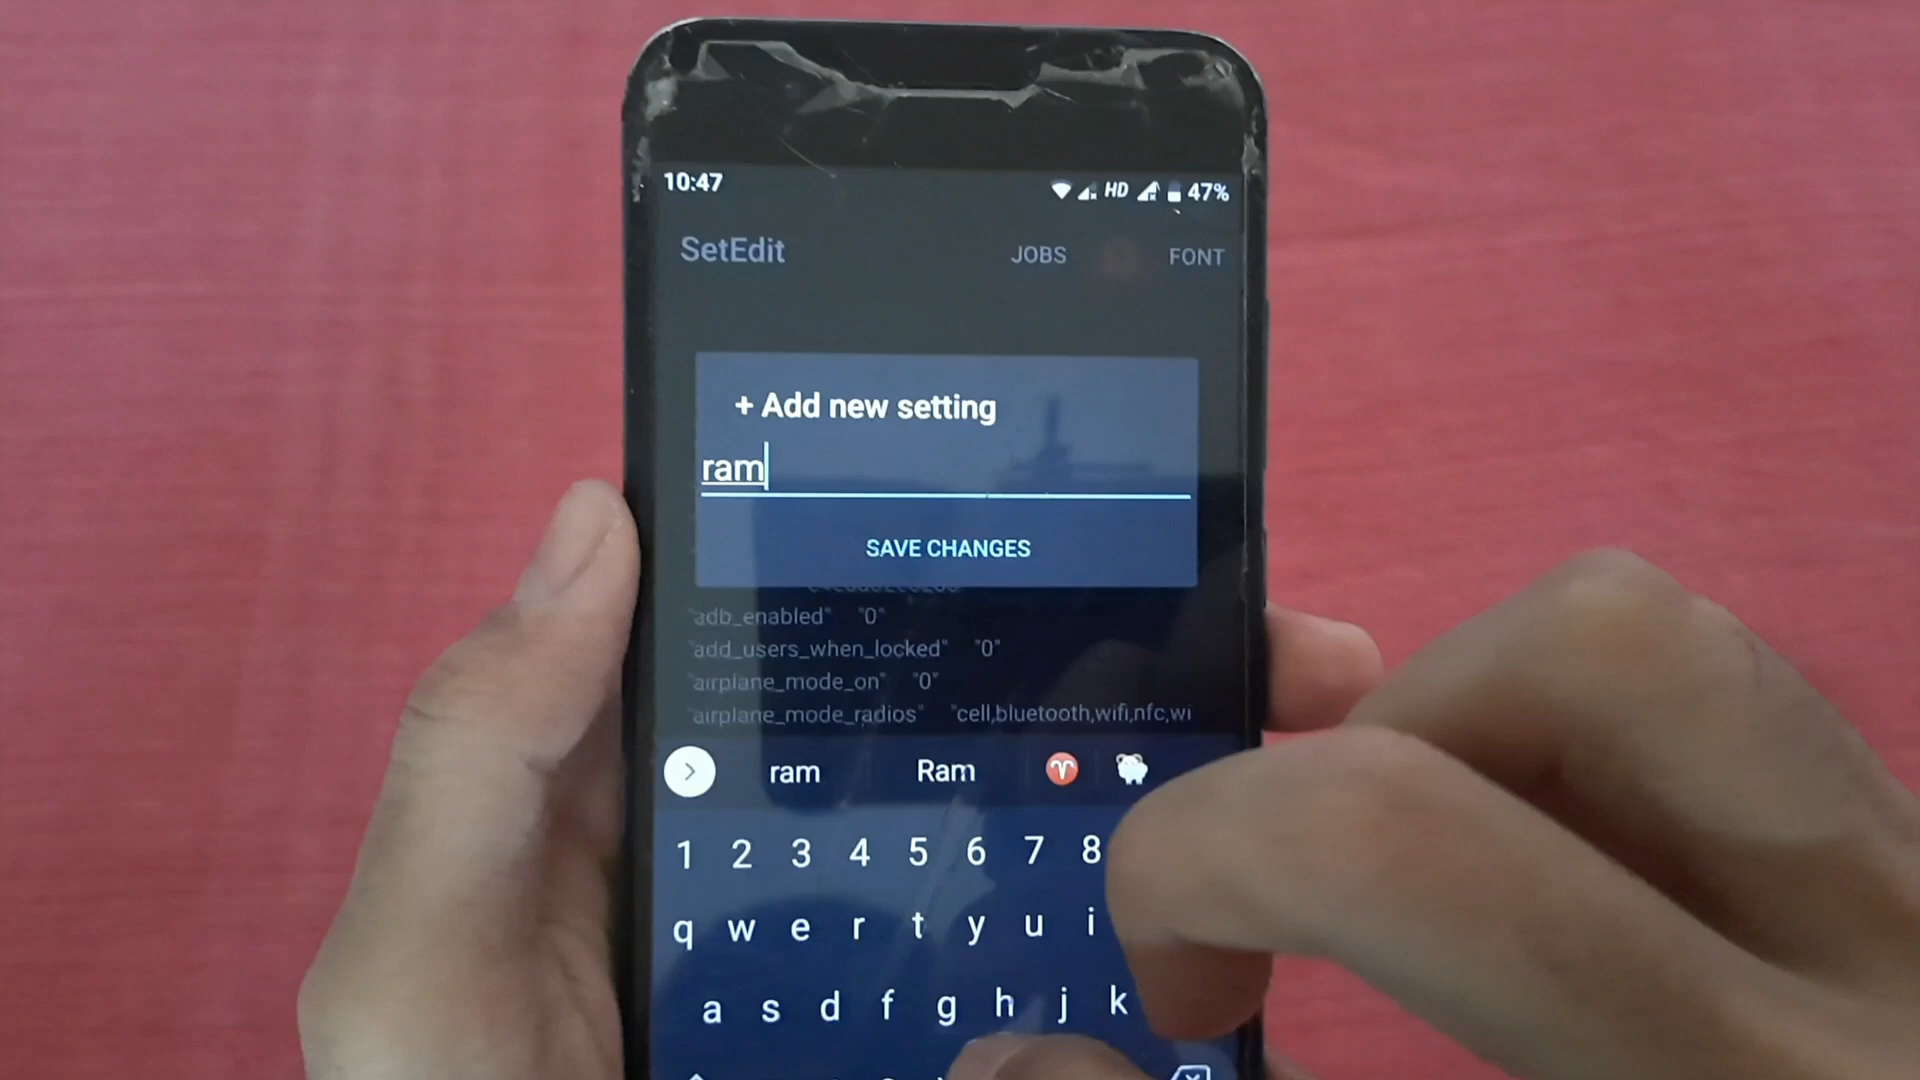 10:47 HD 47%
SetEdit JOBS FONT
+ Add new setting
ram
SAVE CHANGES
"adb_enabled" "0"
"add_users_when_locked" "0"
"airplane_mode_on" "0"
"airplane_mode_radios" "cell,bluetooth,wifi,nfc,wi
ram Ram
1 2 3 4 5 6 7 8
q w e r t y u i
a s d f g h j k